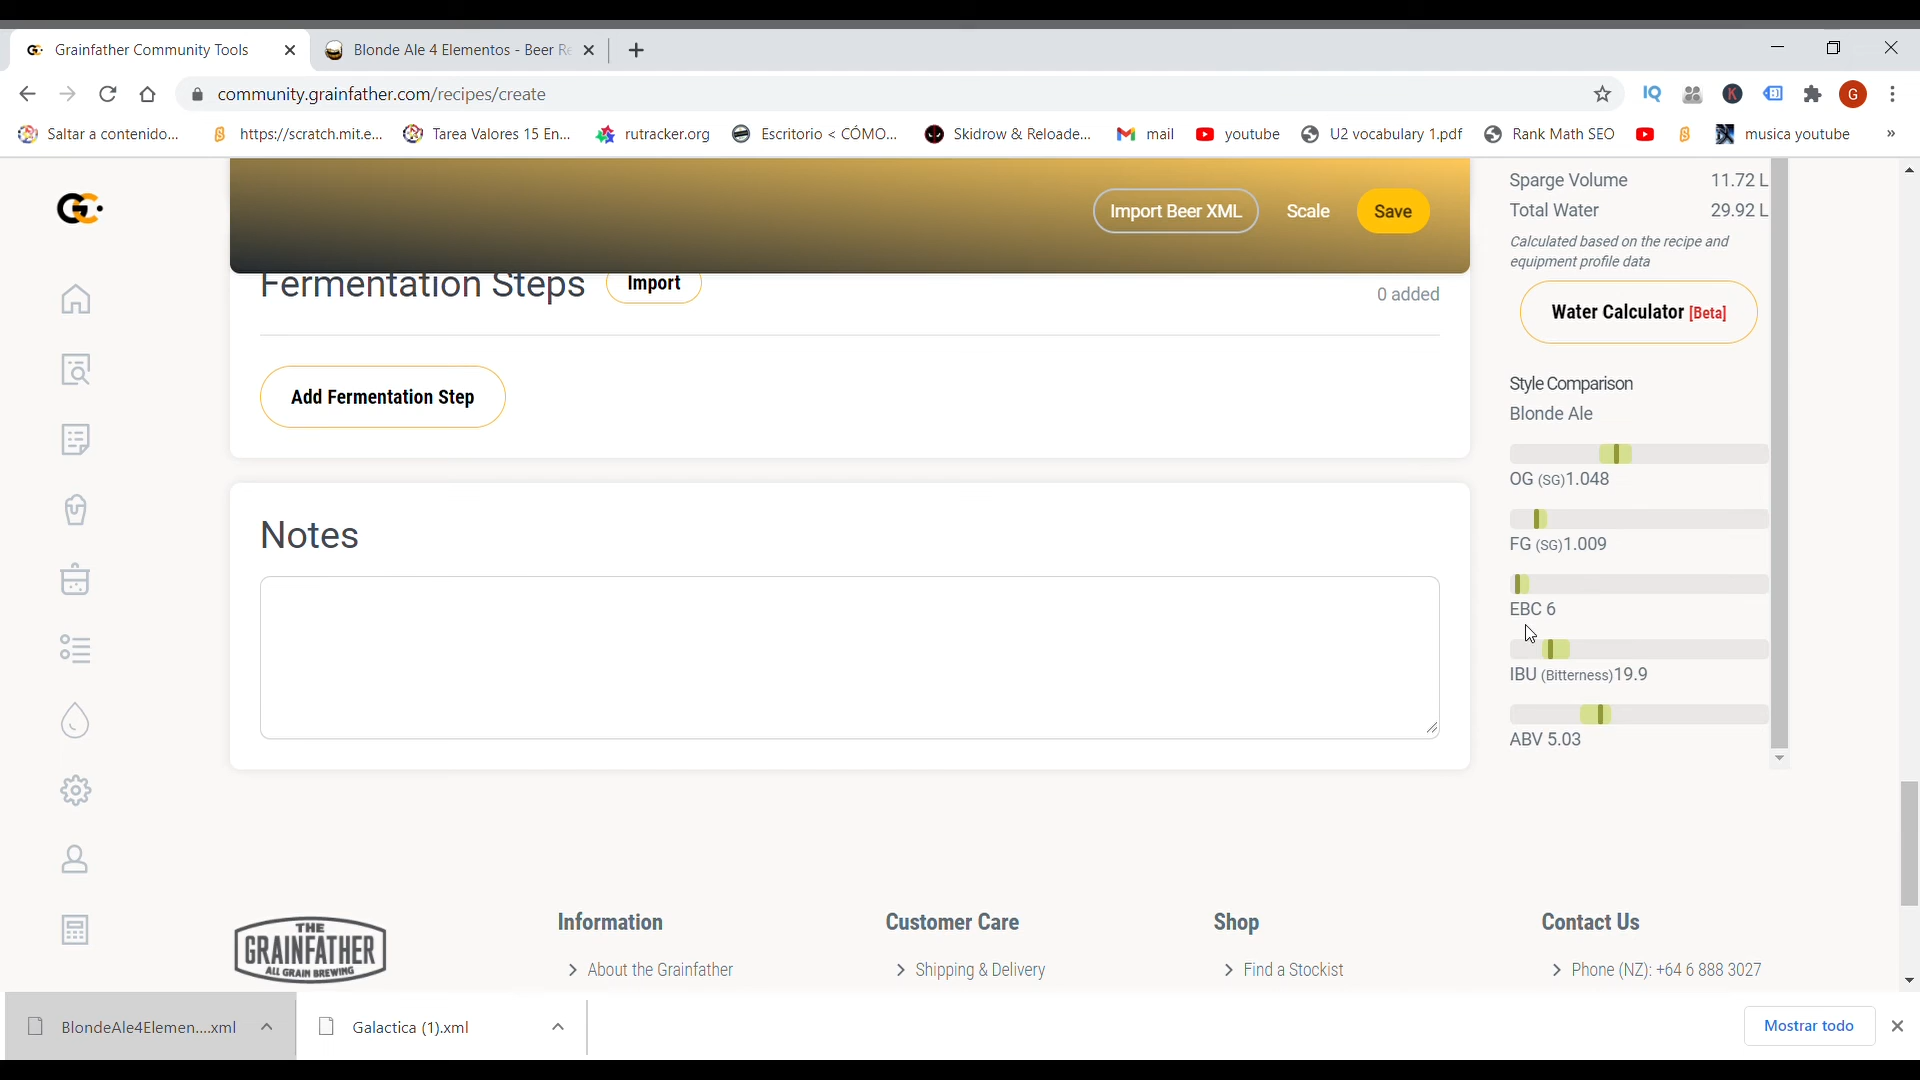 Grainfather Community Tools
Blonde Ale 4 Elementos - Beer Re
community.grainfather.com/recipes/create
IQ
K
G
Saltar a contenido...
https://scratch.mit.e...
Tarea Valores 15 En...
rutracker.org
Escritorio < CÓMO...
Skidrow & Reloade...
mail
youtube
U2 vocabulary 1.pdf
Rank Math SEO
musica youtube
»
GC
Import Beer XML
Scale
Save
Fermentation Steps
Import
0 added
Add Fermentation Step
Notes
Sparge Volume 11.72 L
Total Water 29.92 L
Calculated based on the recipe and
equipment profile data
Water Calculator [Beta]
Style Comparison
Blonde Ale
OG (SG)1.048
FG (SG)1.009
EBC 6
IBU (Bitterness)19.9
ABV 5.03
THE
GRAINFATHER
ALL GRAIN BREWING
Information
About the Grainfather
Customer Care
Shipping & Delivery
Shop
Find a Stockist
Contact Us
Phone (NZ): +64 6 888 3027
BlondeAle4Elemen....xml
Galactica (1).xml
Mostrar todo